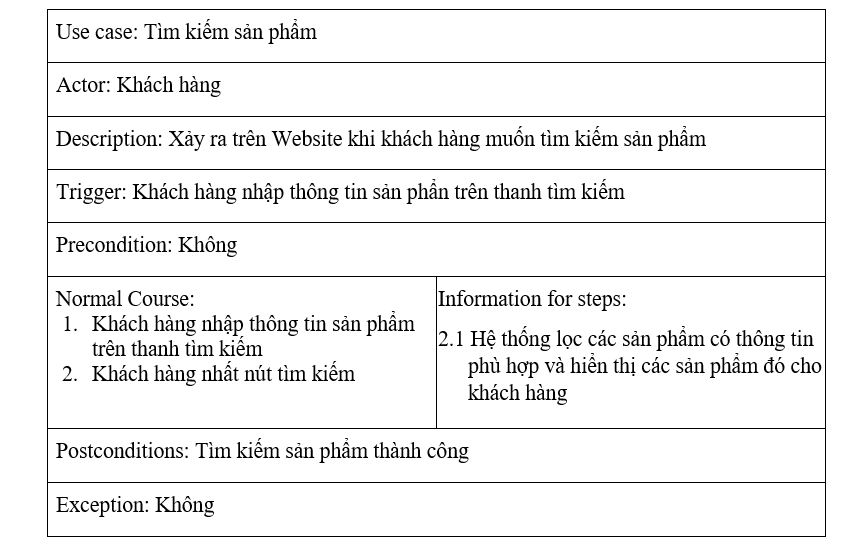 Use case: Tìm kiếm sản phẩm
Actor: Khách hàng
Description: Xảy ra trên Website khi khách hàng muốn tìm kiếm sản phẩm
Trigger: Khách hàng nhập thông tin sản phẩn trên thanh tìm kiếm
Precondition: Không
Normal Course:
1. Khách hàng nhập thông tin sản phẩm
trên thanh tìm kiếm
2. Khách hàng nhất nút tìm kiếm
Information for steps:
2.1 Hệ thống lọc các sản phẩm có thông tin
phù hợp và hiển thị các sản phẩm đó cho
khách hàng
Postconditions: Tìm kiếm sản phẩm thành công
Exception: Không